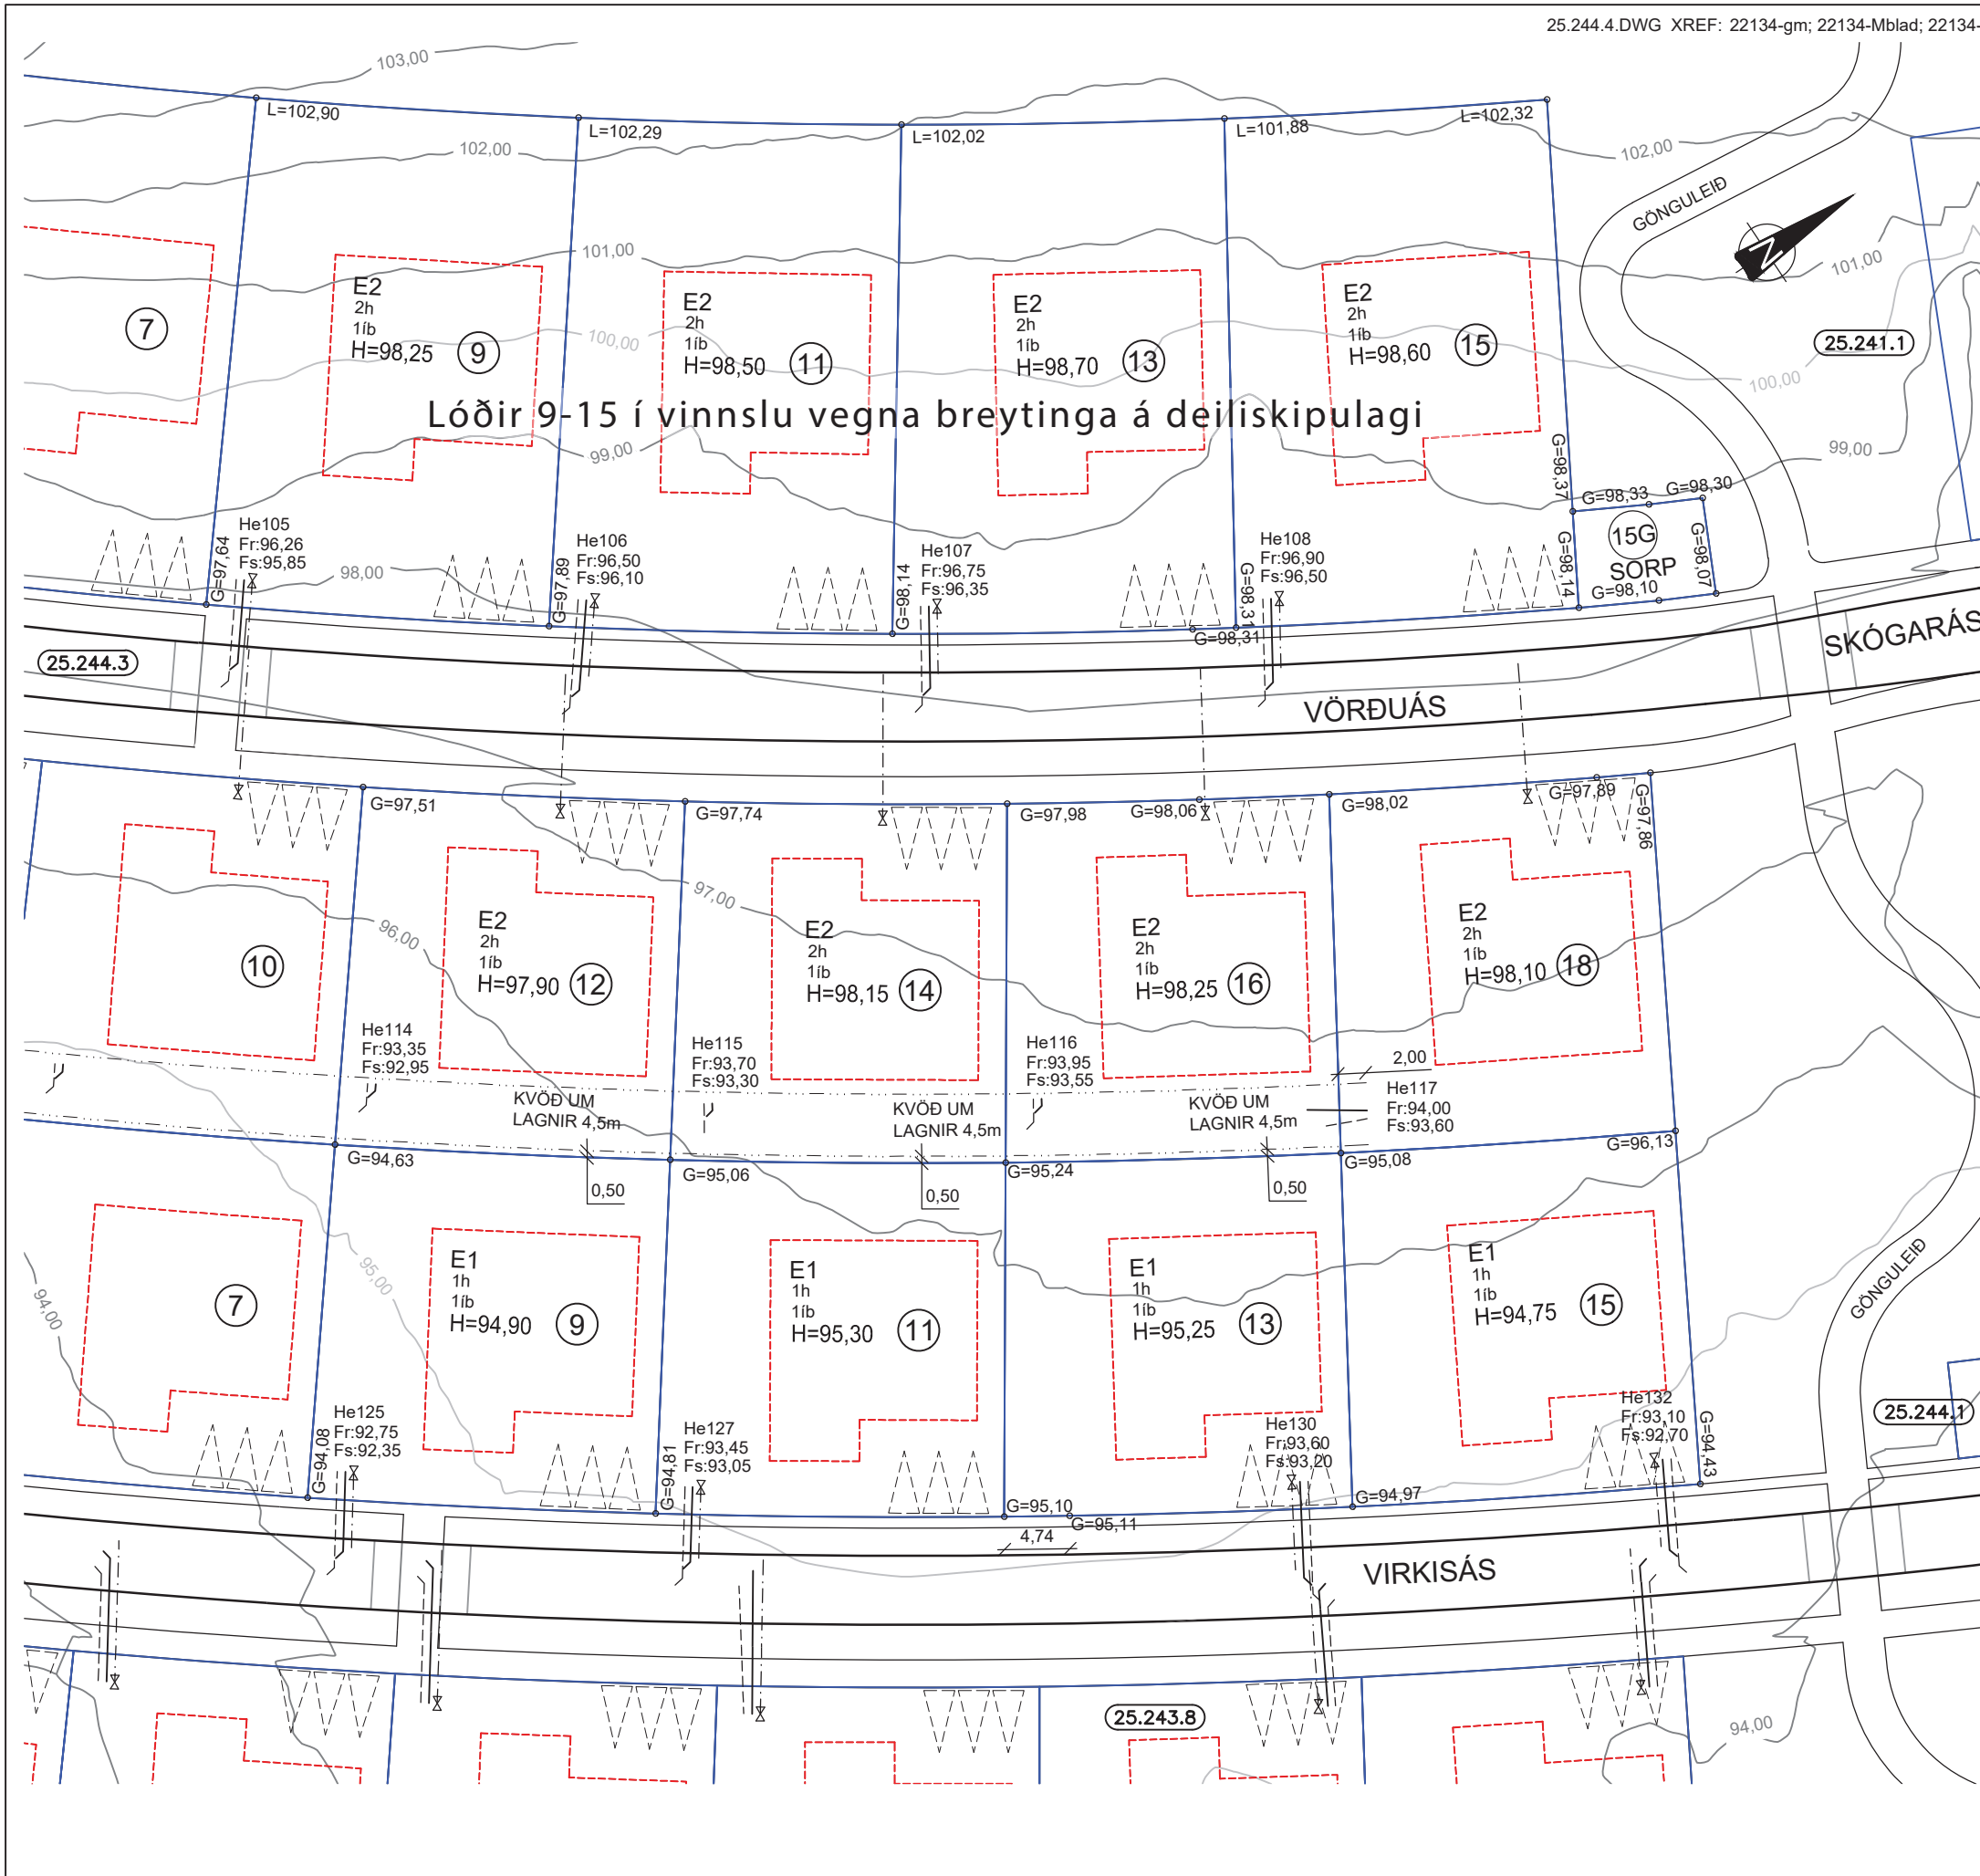 25.244.4.DWG XREF: 22134-gm; 22134-Mblad; 22134-
103,00
L=102,90
L=102,29
L=102,02
L=101,88
L=102,32
102,00
102,00
GÖNGULEIÐ
N
101,00
101,00
7
E2
2h
1íb
H=98,25
9
100,00
E2
2h
1íb
H=98,50
11
E2
2h
1íb
H=98,70
13
E2
2h
1íb
H=98,60
15
25.241.1
100,00
Lóðir 9-15 í vinnslu vegna breytinga á deiliskipulagi
99,00
99,00
G=98,37
G=98,33
G=98,30
15G
SORP
G=98,14
G=98,10
G=98,07
G=97,64
He105
Fr:96,26
Fs:95,85
98,00
G=97,89
He106
Fr:96,50
Fs:96,10
G=98,14
He107
Fr:96,75
Fs:96,35
G=98,31
G=98,31
He108
Fr:96,90
Fs:96,50
25.244.3
SKÓGARÁS
VÖRÐUÁS
G=97,51
G=97,74
G=97,98
G=98,06
G=98,02
G=97,89
G=97,86
97,00
96,00
10
E2
2h
1íb
H=97,90
12
E2
2h
1íb
H=98,15
14
E2
2h
1íb
H=98,25
16
E2
2h
1íb
H=98,10
18
He114
Fr:93,35
Fs:92,95
He115
Fr:93,70
Fs:93,30
He116
Fr:93,95
Fs:93,55
2,00
He117
Fr:94,00
Fs:93,60
KVÖÐ UM
LAGNIR 4,5m
KVÖÐ UM
LAGNIR 4,5m
KVÖÐ UM
LAGNIR 4,5m
G=94,63
G=95,06
G=95,24
G=95,08
G=96,13
0,50
0,50
0,50
95,00
94,00
7
E1
1h
1íb
H=94,90
9
E1
1h
1íb
H=95,30
11
E1
1h
1íb
H=95,25
13
E1
1h
1íb
H=94,75
15
GÖNGULEIÐ
25.244.1
G=94,08
He125
Fr:92,75
Fs:92,35
G=94,81
He127
Fr:93,45
Fs:93,05
He130
Fr:93,60
Fs:93,20
He132
Fr:93,10
Fs:92,70
G=94,43
G=95,10
G=95,11
G=94,97
4,74
VIRKISÁS
25.243.8
94,00